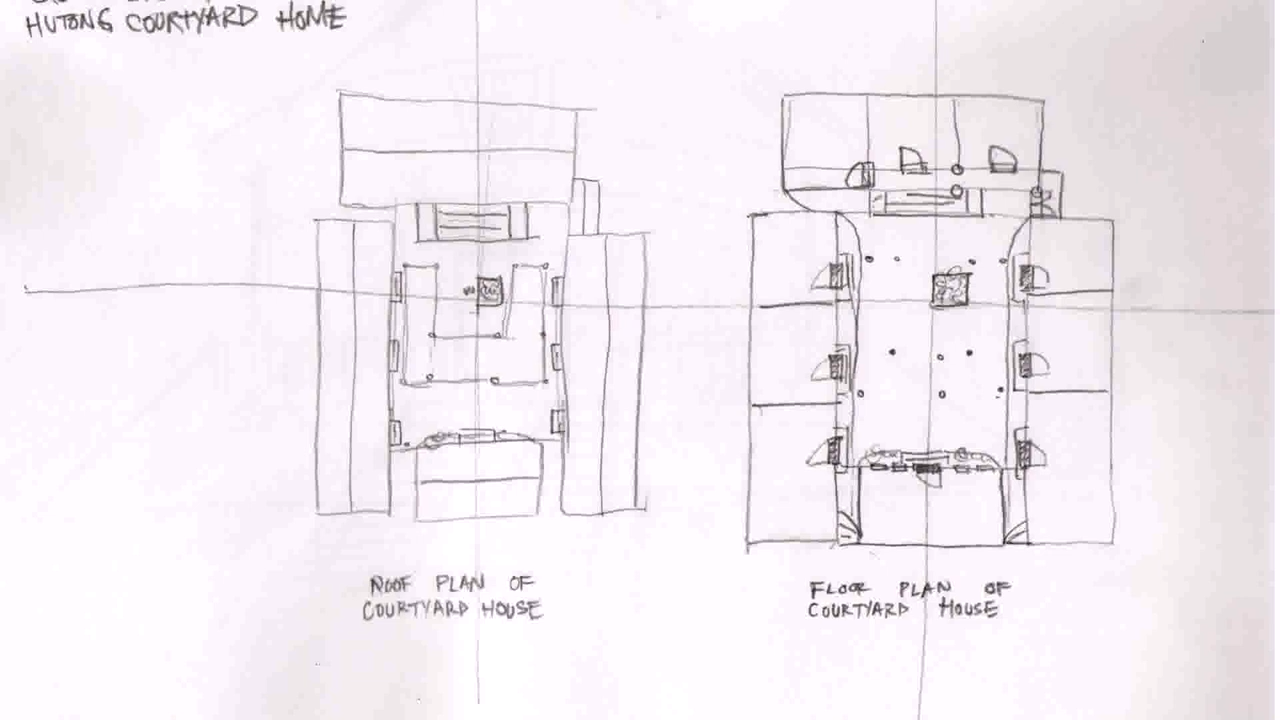 HUTONG COURTYARD HOME
ROOF PLAN OF
COURTYARD HOUSE
FLOOR PLAN OF
COURTYARD HOUSE